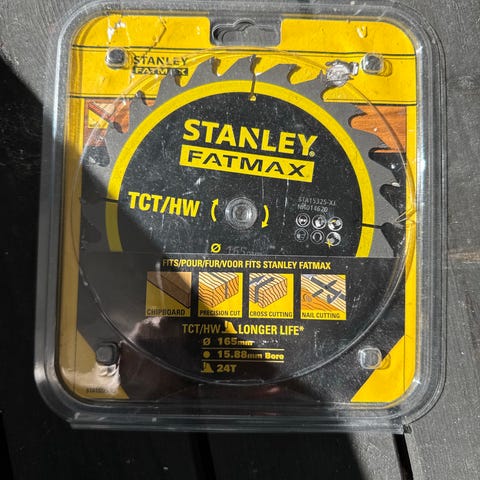 STANLEY
FATMAX
STANLEY
FATMAX
TCT/HW
STA15325-XJ
165mm
FITS/POUR/FUR/VOOR FITS STANLEY FATMAX
CHIPBOARD
PRECISION CUT
CROSS CUTTING
NAIL CUTTING
TCT/HW LONGER LIFE*
Ø 165mm
15.88mm Bore
24T